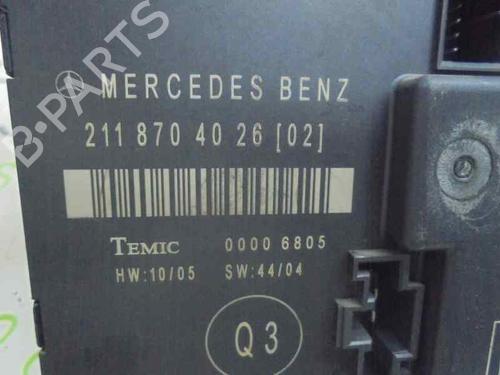 B-PARTS
MERCEDES BENZ
211 870 40 26 [02]
TEMIC 0000 6805
HW:10/05 SW:44/04
Q3